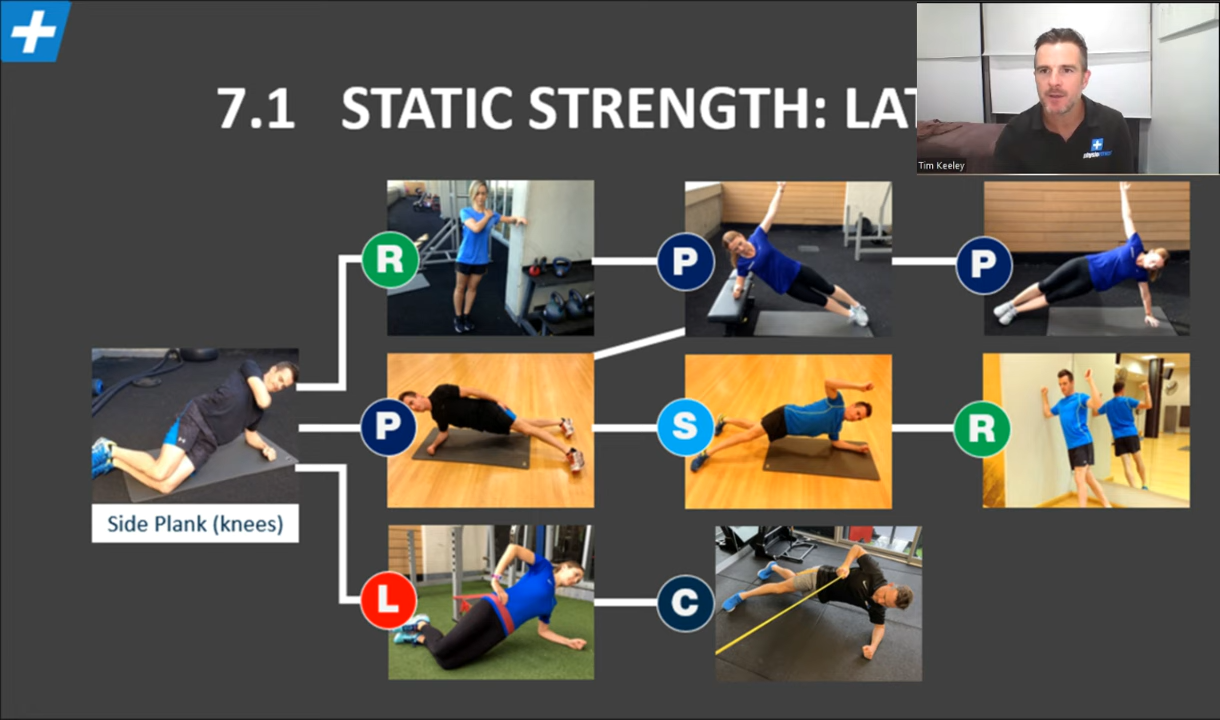 7.1 STATIC STRENGTH: LAT
Tim Keeley
R
P
P
P
S
R
Side Plank (knees)
L
C